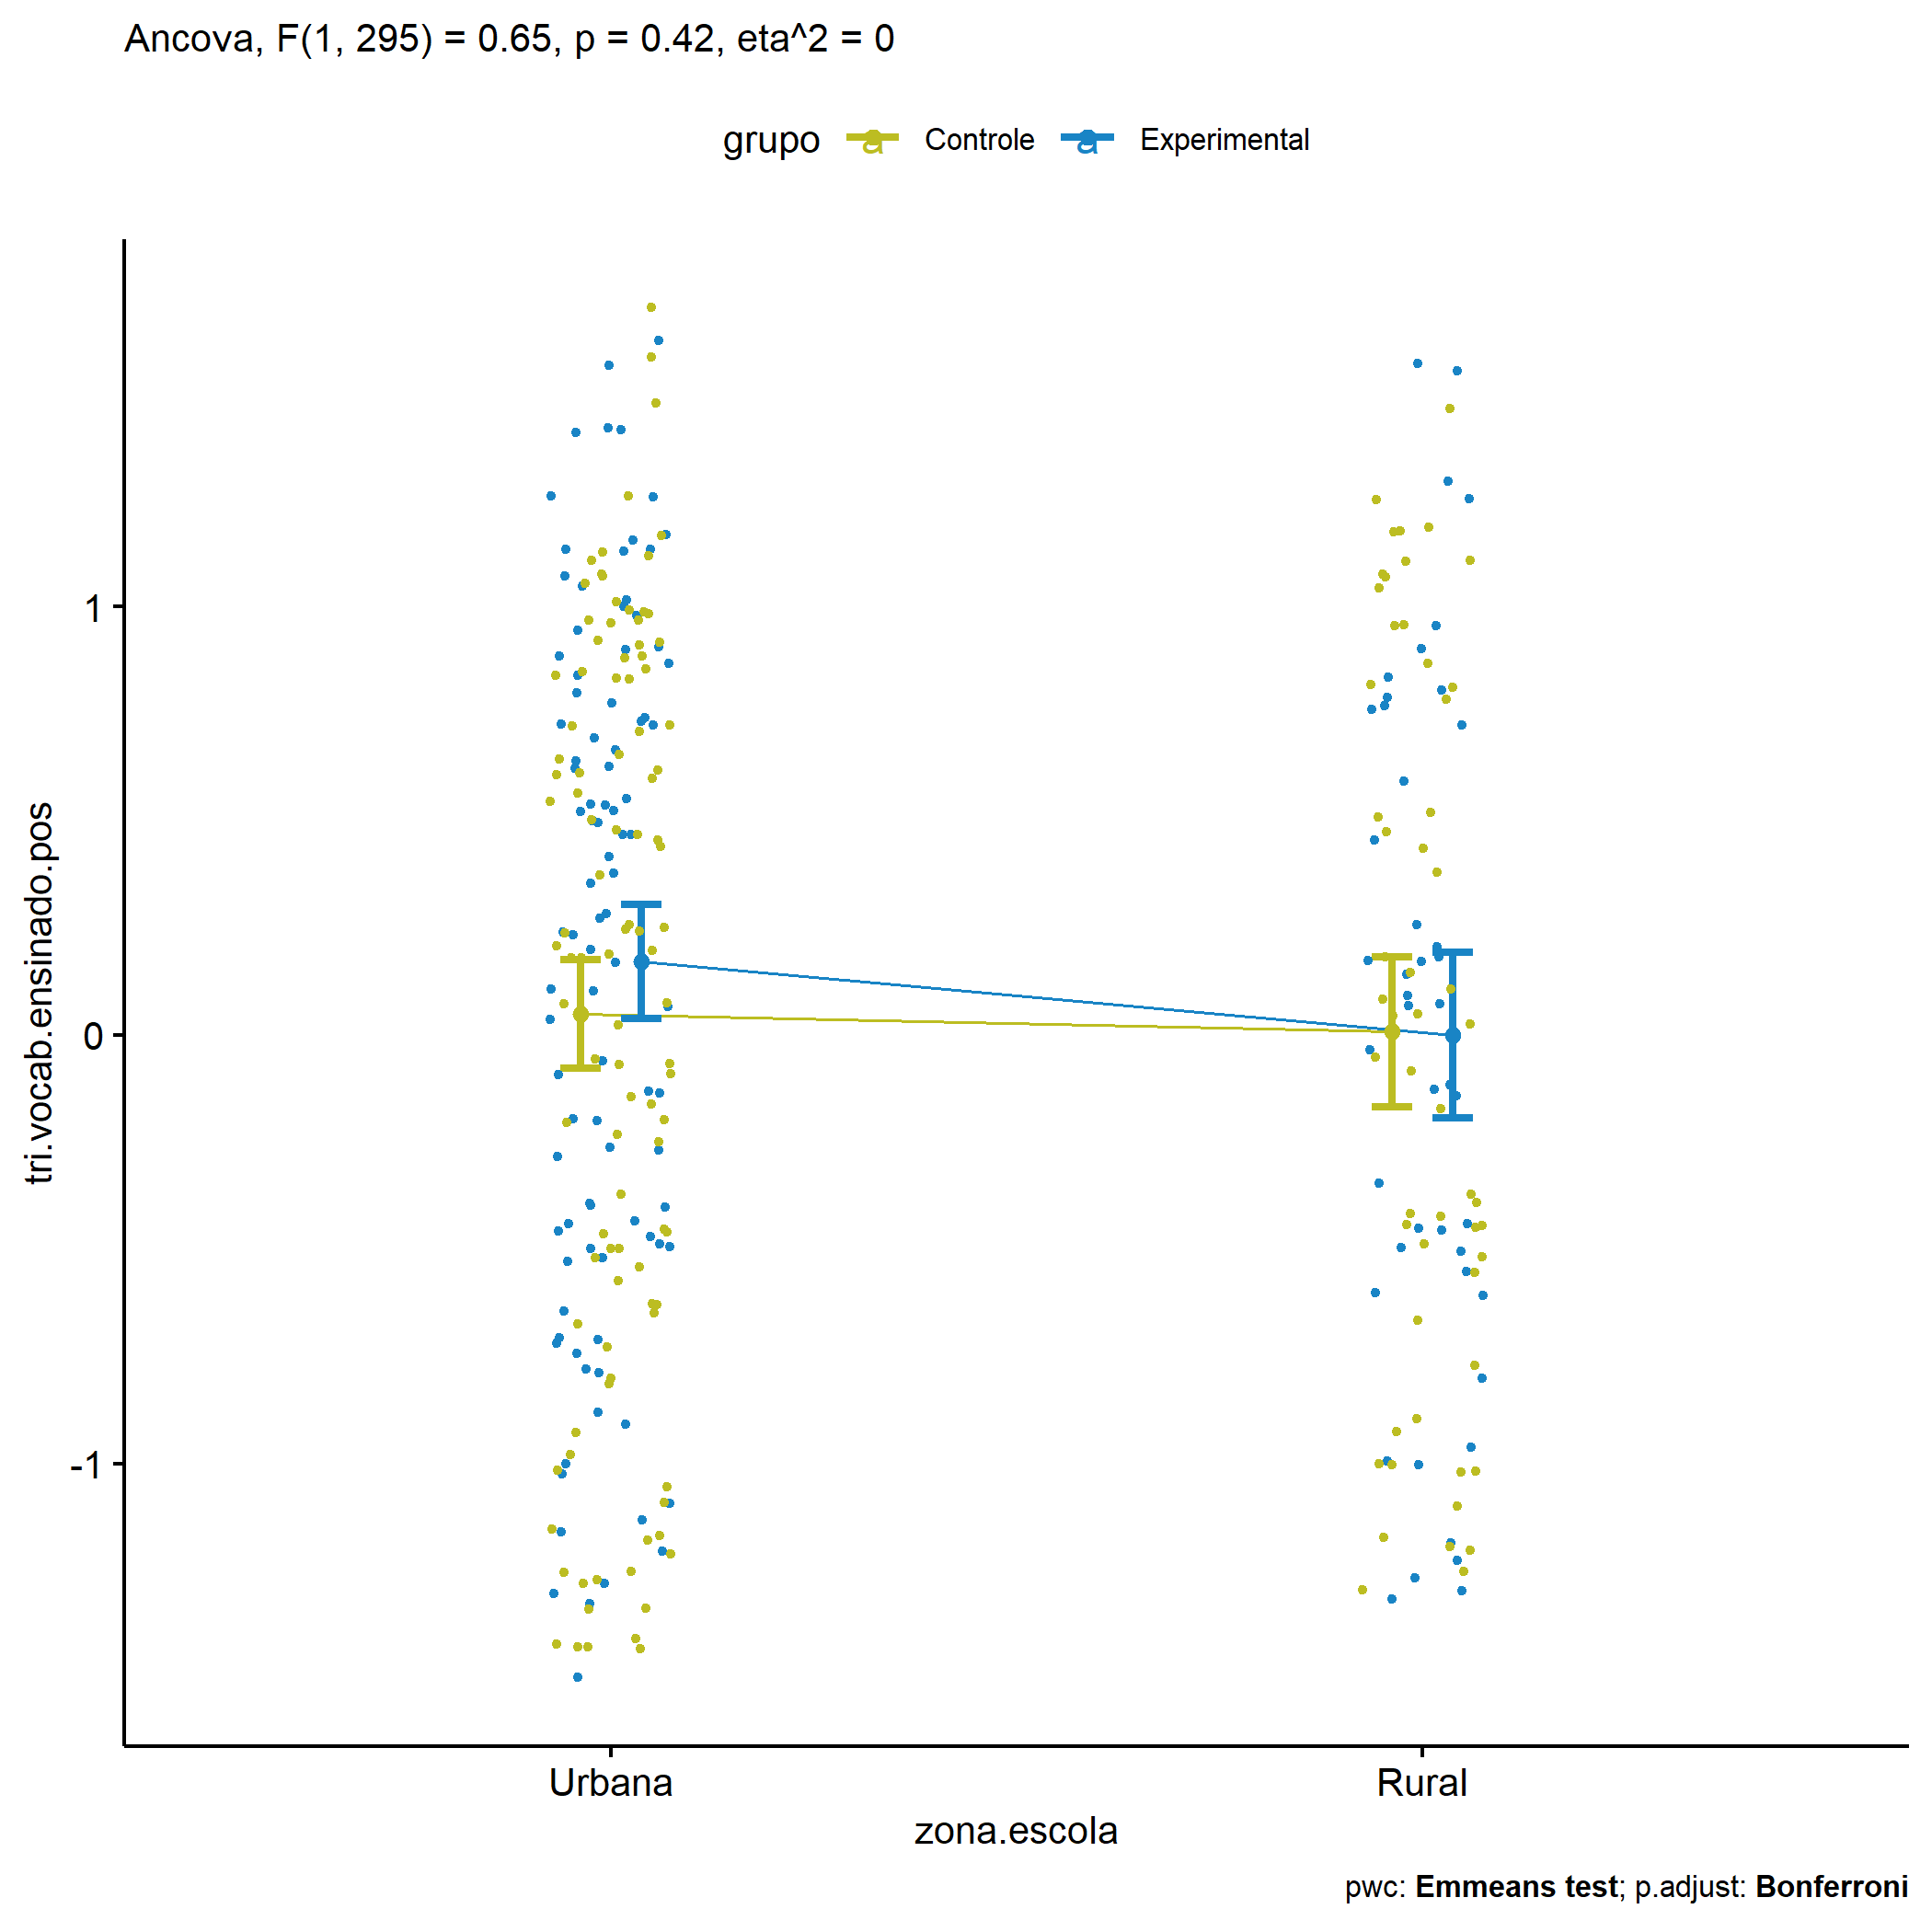 Ancova, F(1, 295) = 0.65, p = 0.42, eta^2 = 0
grupo a Controle a Experimental
tri.vocab.ensinado.pos
1
0
-1
Urbana Rural
zona.escola
pwc: Emmeans test; p.adjust: Bonferroni